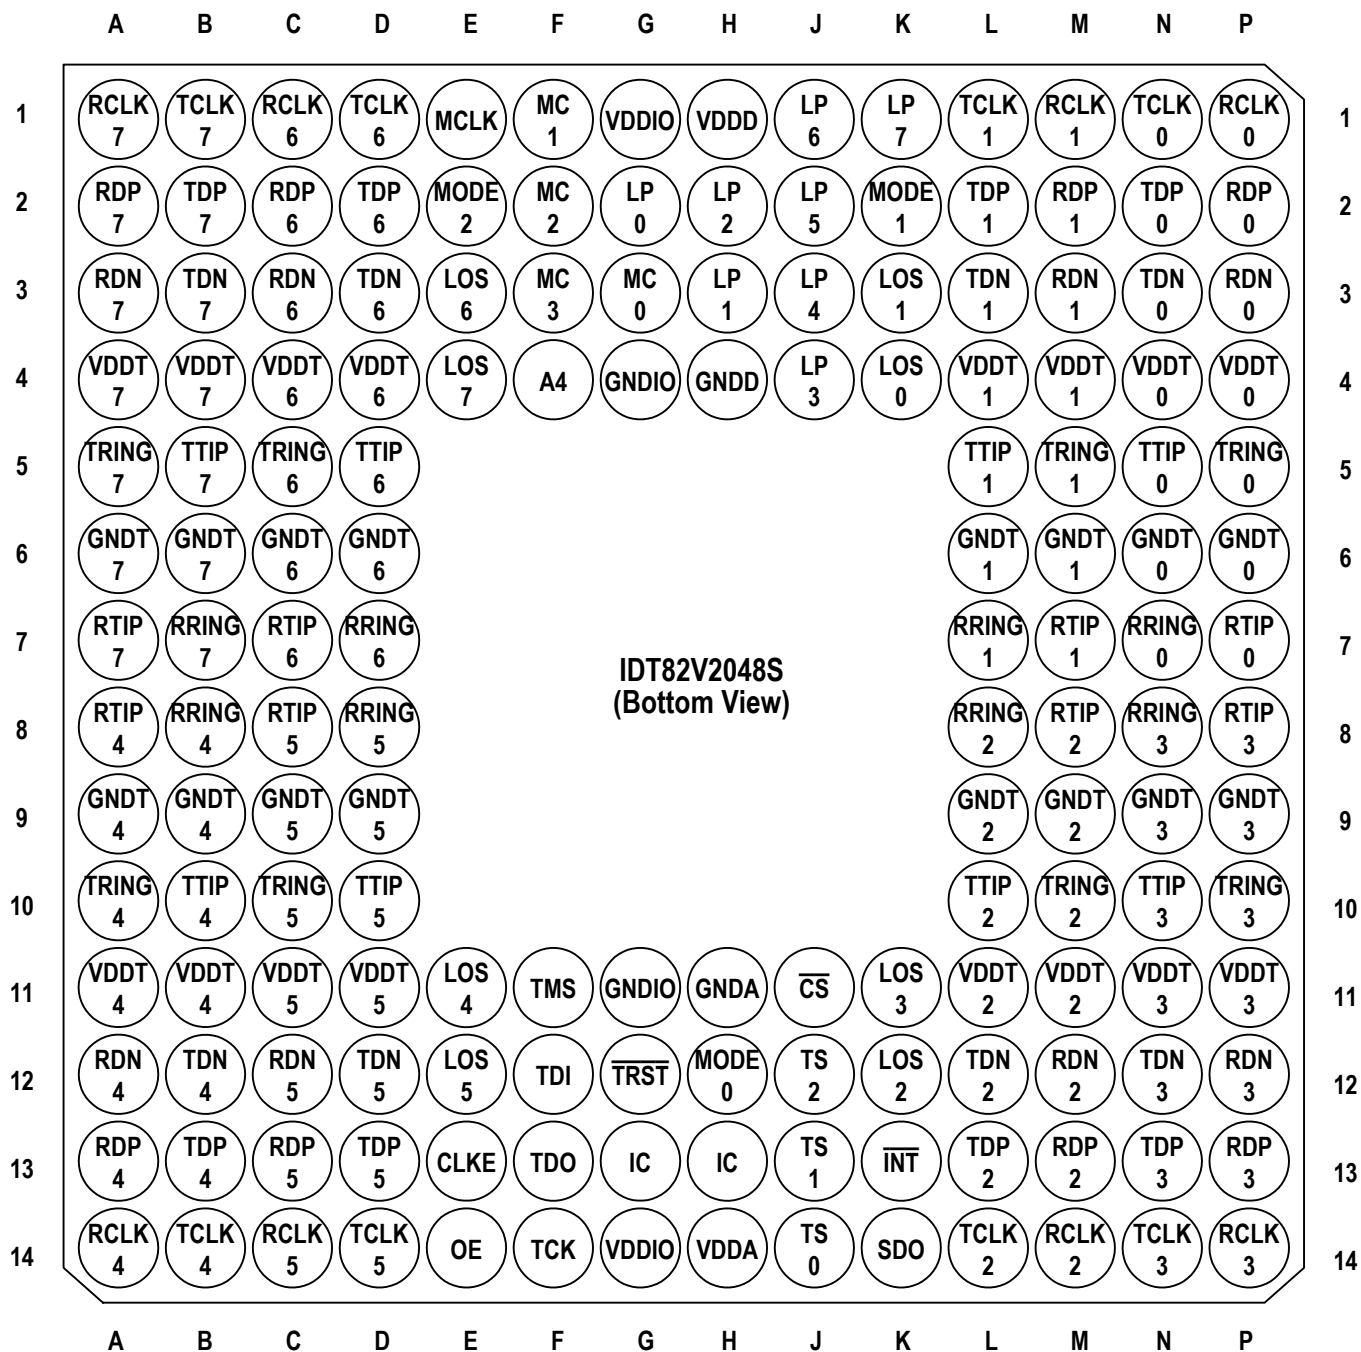 A B C D E F G H J K L M N P
1 RCLK TCLK RCLK TCLK MCLK MC VDDIO VDDD LP LP TCLK RCLK TCLK RCLK 1
7 7 6 6 1 6 7 1 1 0 0
2 RDP TDP RDP TDP MODE MC LP LP LP MODE TDP RDP TDP RDP 2
7 7 6 6 2 2 0 2 5 1 1 1 0 0
3 RDN TDN RDN TDN LOS MC MC LP LP LOS TDN RDN TDN RDN 3
7 7 6 6 6 3 0 1 4 1 1 1 0 0
4 VDDT VDDT VDDT VDDT LOS A4 GNDIO GNDD LP LOS VDDT VDDT VDDT VDDT 4
7 7 6 6 7 3 0 1 1 0 0
5 TRING TTIP TRING TTIP TTIP TRING TTIP TRING 5
7 7 6 6 1 1 0 0
6 GNDT GNDT GNDT GNDT GNDT GNDT GNDT GNDT 6
7 7 6 6 1 1 0 0
7 RTIP RRING RTIP RRING RRING RTIP RRING RTIP 7
7 7 6 6 1 1 0 0
IDT82V2048S
(Bottom View)
8 RTIP RRING RTIP RRING RRING RTIP RRING RTIP 8
4 4 5 5 2 2 3 3
9 GNDT GNDT GNDT GNDT GNDT GNDT GNDT GNDT 9
4 4 5 5 2 2 3 3
10 TRING TTIP TRING TTIP TTIP TRING TTIP TRING 10
4 4 5 5 2 2 3 3
11 VDDT VDDT VDDT VDDT LOS TMS GNDIO GNDA CS LOS VDDT VDDT VDDT VDDT 11
4 4 5 5 4 3 2 2 3 3
12 RDN TDN RDN TDN LOS TDI TRST MODE TS LOS TDN RDN TDN RDN 12
4 4 5 5 5 0 2 2 2 2 3 3
13 RDP TDP RDP TDP CLKE TDO IC IC TS INT TDP RDP TDP RDP 13
4 4 5 5 1 2 2 3 3
14 RCLK TCLK RCLK TCLK OE TCK VDDIO VDDA TS SDO TCLK RCLK TCLK RCLK 14
4 4 5 5 0 2 2 3 3
A B C D E F G H J K L M N P